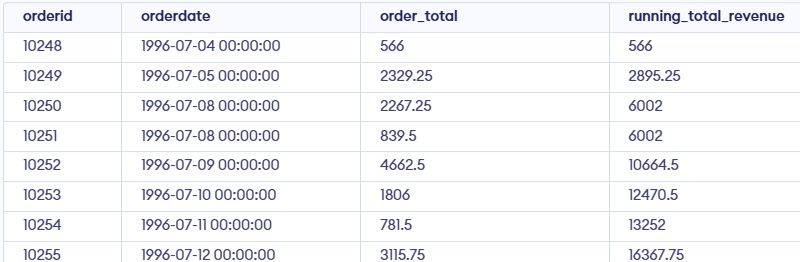 orderid orderdate order_total running_total_revenue
10248 1996-07-04 00:00:00 566 566
10249 1996-07-05 00:00:00 2329.25 2895.25
10250 1996-07-08 00:00:00 2267.25 6002
10251 1996-07-08 00:00:00 839.5 6002
10252 1996-07-09 00:00:00 4662.5 10664.5
10253 1996-07-10 00:00:00 1806 12470.5
10254 1996-07-11 00:00:00 781.5 13252
10255 1996-07-12 00:00:00 3115.75 16367.75